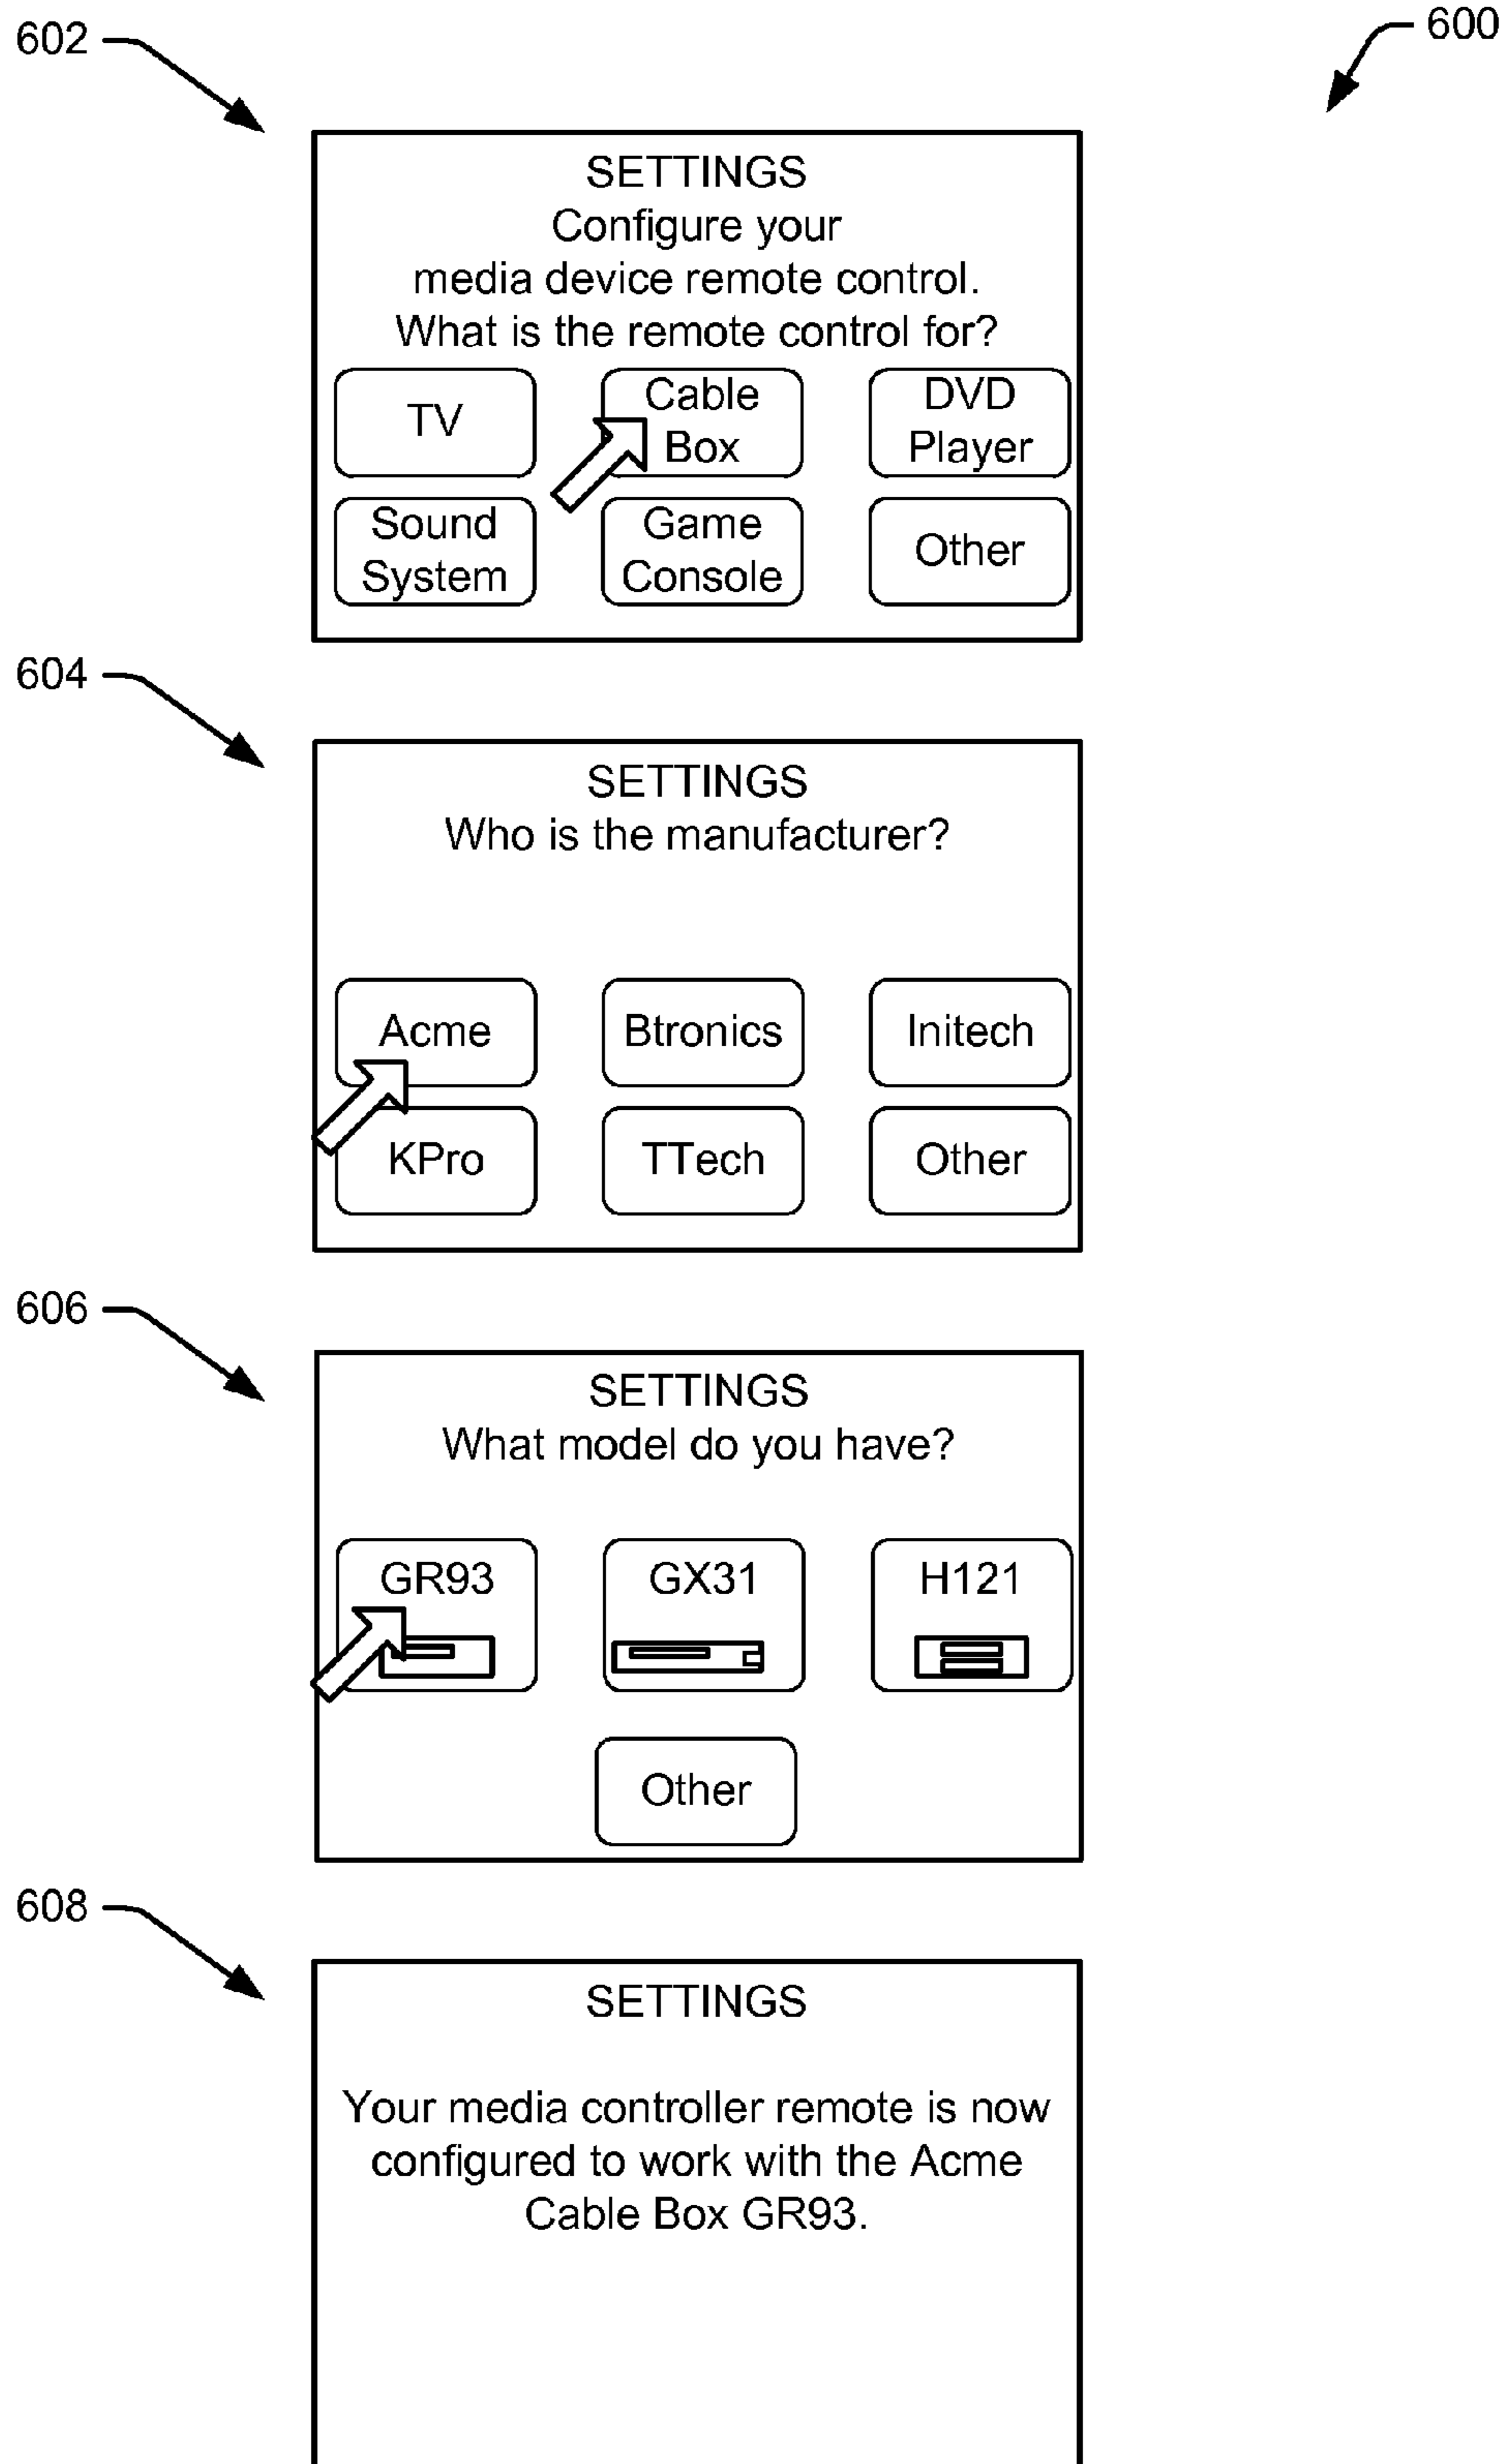 602
600
SETTINGS
Configure your
media device remote control.
What is the remote control for?
TV
Cable
Box
DVD
Player
Sound
System
Game
Console
Other
604
SETTINGS
Who is the manufacturer?
Acme
Btronics
Initech
KPro
TTech
Other
606
SETTINGS
What model do you have?
GR93
GX31
H121
Other
608
SETTINGS
Your media controller remote is now
configured to work with the Acme
Cable Box GR93.